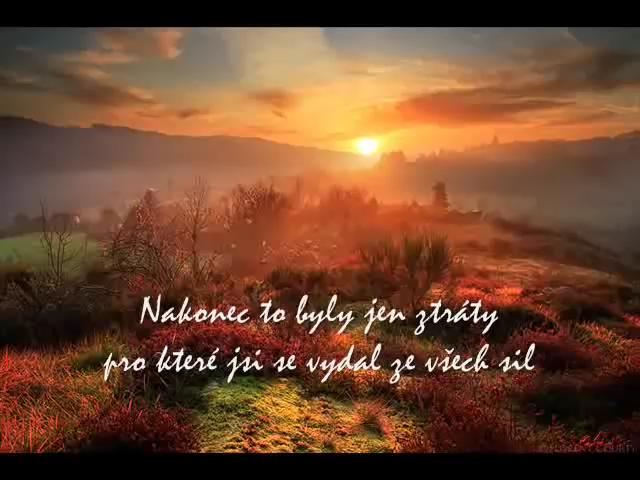 Nakonec to byly jen ztráty
pro které jsi se vydal ze všech sil